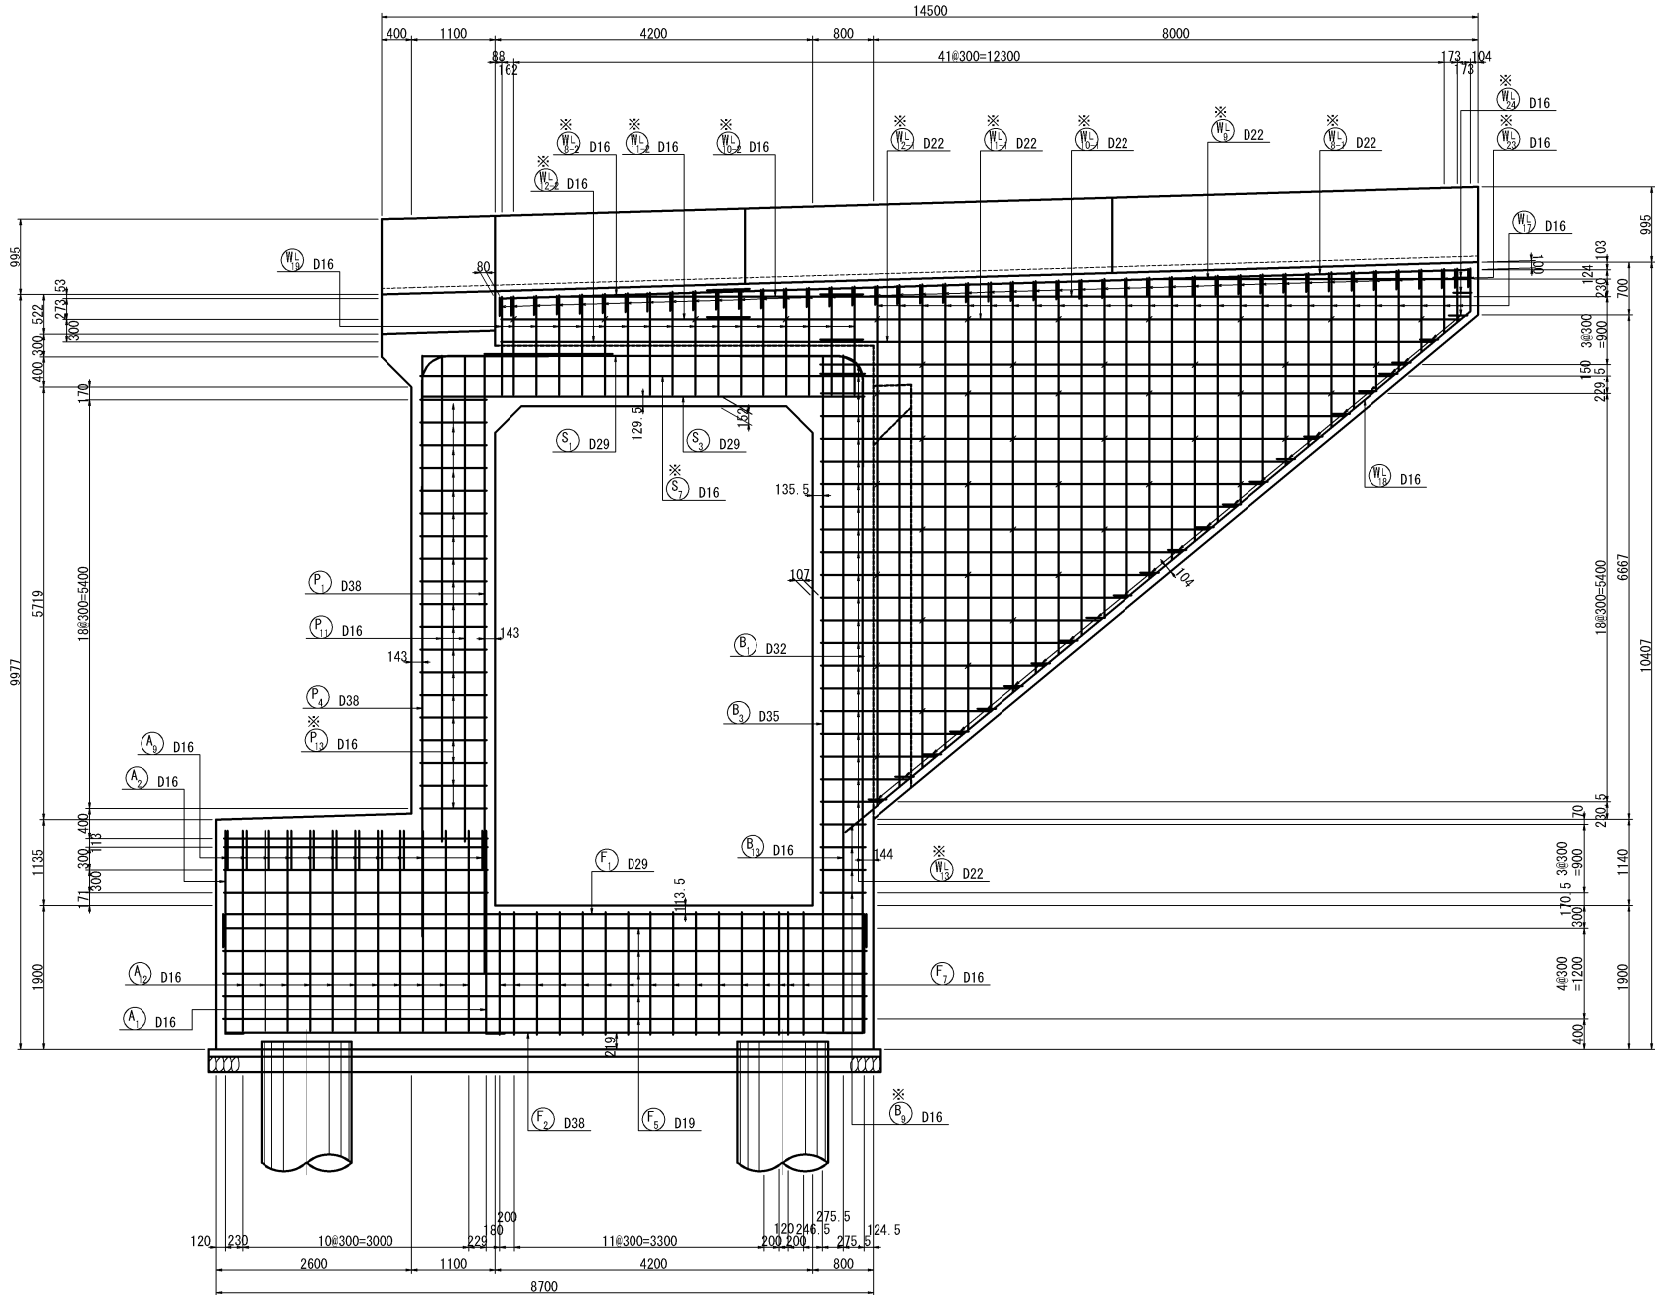 14500
400 1100 4200 800 8000
88 162 41@300=12300 173 173 104
※ WL24 D16
※ WL8-2 D16
※ WL11-2 D16
※ WL10-2 D16
※ WL12-1 D22
※ WL11-1 D22
※ WL10-1 D22
※ WL9 D22
※ WL8-1 D22
※ WL23 D16
※ WL12-2 D16
WL17 D16
WL19 D16
80
995
53
273
300
522
300
400
170
18@300=5400
5719
9977
400
113
300
300
171
1135
1900
995
103
124
100
230
700
3@300
=900
150
229.5
18@300=5400
6667
10407
230.5
70
3@300
=900
170.5
300
1140
4@300
=1200
1900
400
S1 D29
129.5
S3 D29
152
※ S7 D16
135.5
WL18 D16
107
104
P1 D38
P11 D16
143
143
B1 D32
P4 D38
B3 D35
※ P13 D16
A9 D16
A2 D16
F1 D29
B13 D16
144
※ WL13 D22
113.5
A2 D16
F7 D16
A1 D16
219
F2 D38
F5 D19
※ B9 D16
120 230 10@300=3000 229 180 200 11@300=3300 200 120 200 246.5 275.5 275.5 124.5
2600 1100 4200 800
8700